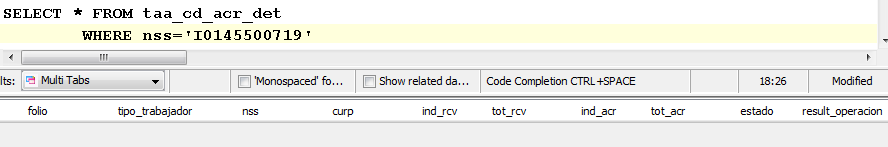 SELECT * FROM taa_cd_acr_det
WHERE nss='I0145500719'
lts: Multi Tabs 'Monospaced' fo... Show related da... Code Completion CTRL+SPACE 18:26 Modified
folio tipo_trabajador nss curp ind_rcv tot_rcv ind_acr tot_acr estado result_operacion